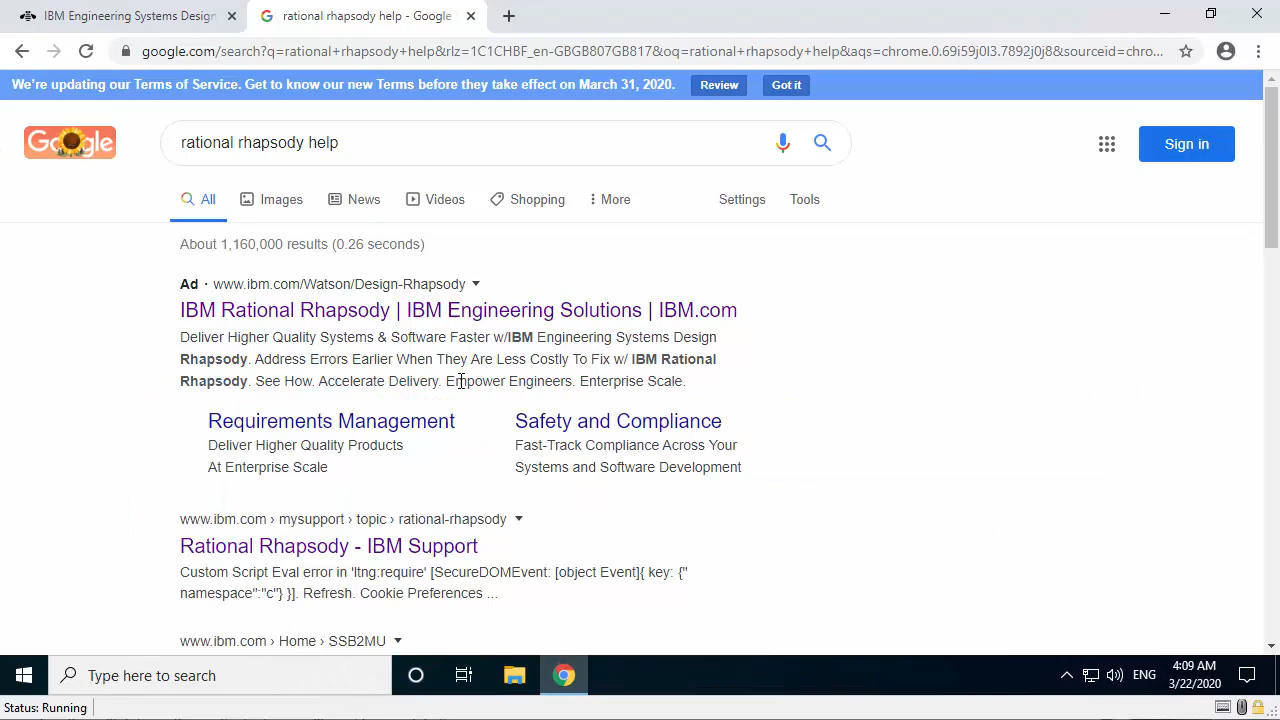 IBM Engineering Systems Design
rational rhapsody help - Google
google.com/search?q=rational+rhapsody+help&rlz=1C1CHBF_en-GBGB807GB817&oq=rational+rhapsody+help&aqs=chrome.0.69i59j0l3.7892j0j8&sourceid=chro...
We're updating our Terms of Service. Get to know our new Terms before they take effect on March 31, 2020. Review Got it
Google
rational rhapsody help
Sign in
All Images News Videos Shopping More Settings Tools
About 1,160,000 results (0.26 seconds)
Ad · www.ibm.com/Watson/Design-Rhapsody
IBM Rational Rhapsody | IBM Engineering Solutions | IBM.com
Deliver Higher Quality Systems & Software Faster w/IBM Engineering Systems Design
Rhapsody. Address Errors Earlier When They Are Less Costly To Fix w/ IBM Rational
Rhapsody. See How. Accelerate Delivery. Empower Engineers. Enterprise Scale.
Requirements Management
Deliver Higher Quality Products
At Enterprise Scale
Safety and Compliance
Fast-Track Compliance Across Your
Systems and Software Development
www.ibm.com › mysupport › topic › rational-rhapsody
Rational Rhapsody - IBM Support
Custom Script Eval error in 'ltng:require' [SecureDOMEvent: [object Event]{ key: {"
namespace":"c"} }]. Refresh. Cookie Preferences ...
www.ibm.com › Home › SSB2MU
Type here to search
ENG
4:09 AM
3/22/2020
Status: Running